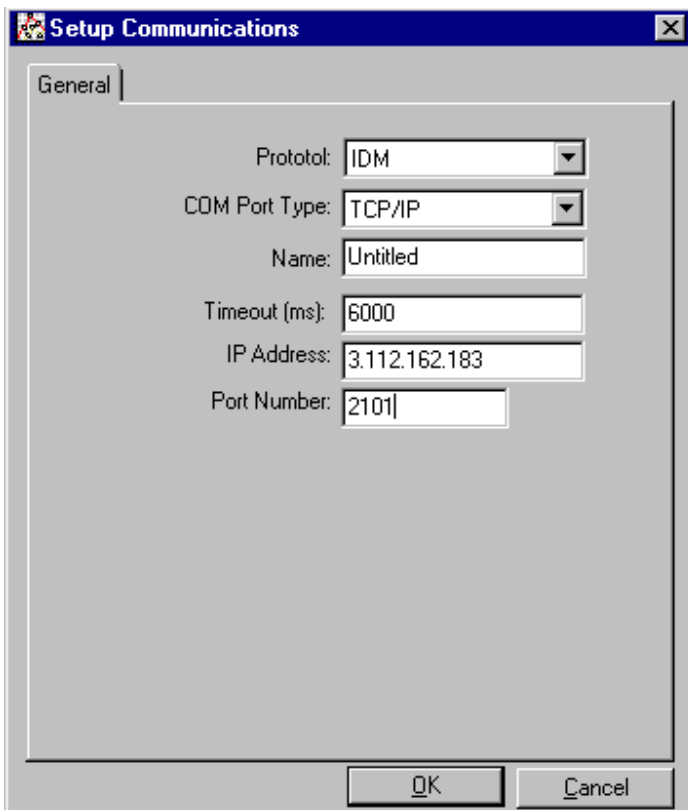 Setup Communications
General
Prototol: IDM
COM Port Type: TCP/IP
Name: Untitled
Timeout (ms): 6000
IP Address: 3.112.162.183
Port Number: 2101
OK Cancel